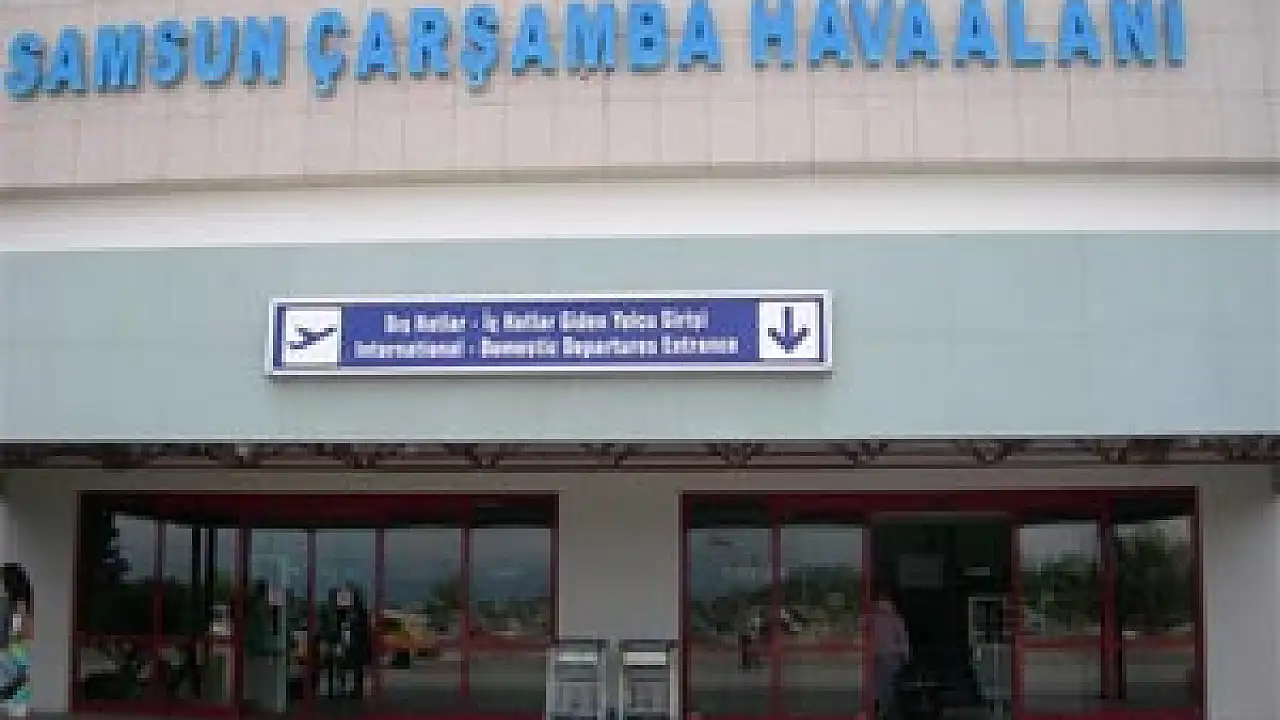 SAMSUN ÇARŞAMBA HAVAALANI
Dış Hatlar - İç Hatlar Giden Yolcu Girişi
International - Domestic Departures Entrance